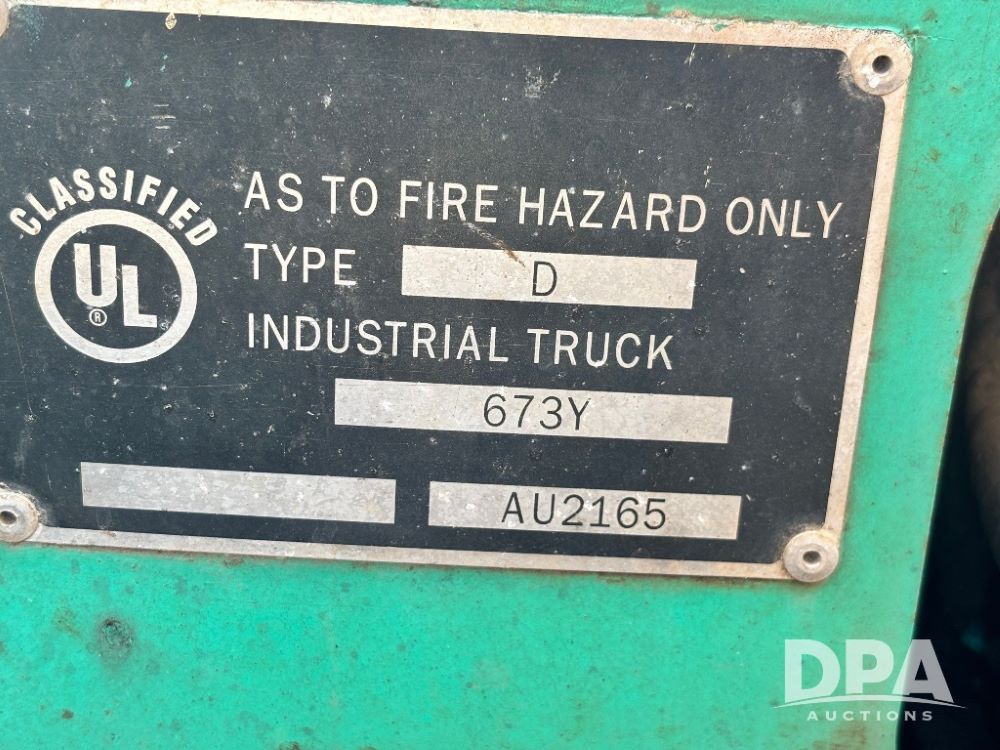 CLASSIFIED
UL
®
AS TO FIRE HAZARD ONLY
TYPE D
INDUSTRIAL TRUCK
673Y
AU2165
DPA
AUCTIONS